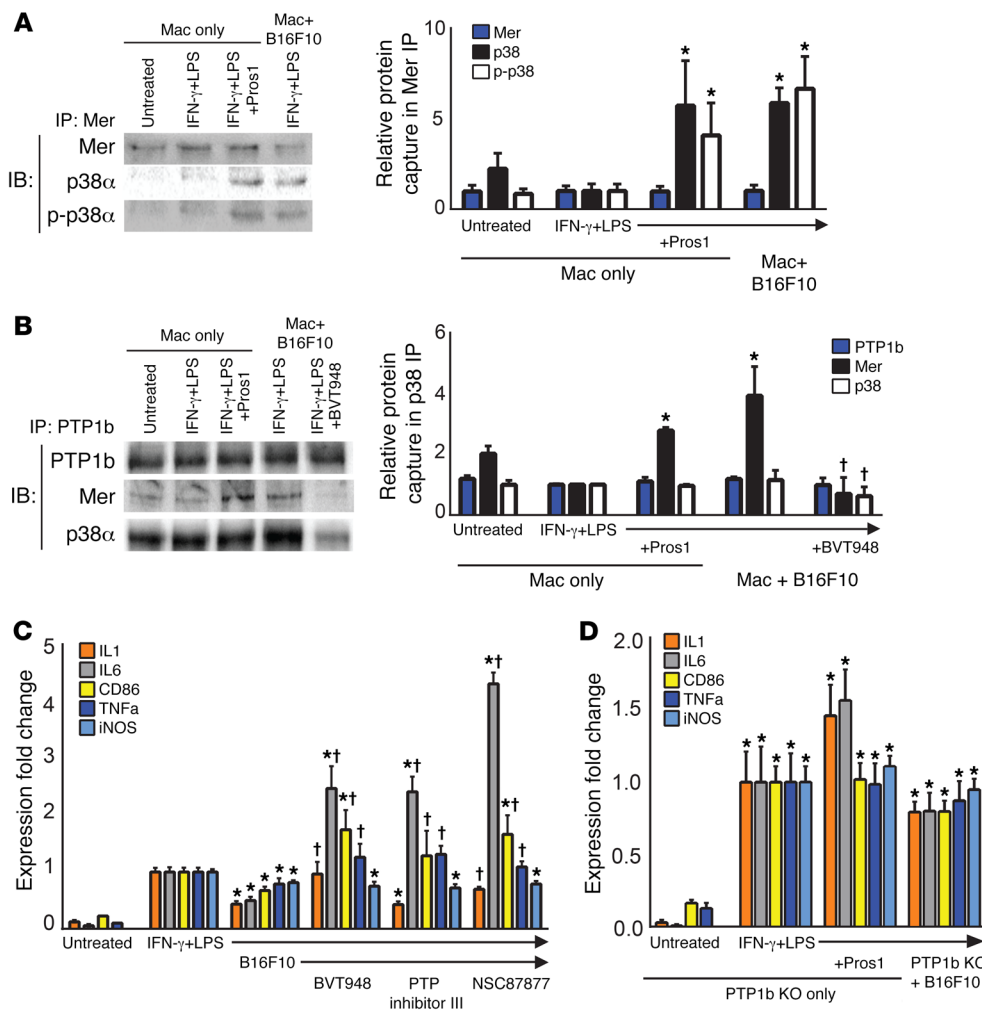 A
Mac only
Mac+
B16F10
Untreated
IFN-γ+LPS
IFN-γ+LPS
+Pros1
IFN-γ+LPS
IP: Mer
IB:
Mer
p38α
p-p38α
Relative protein
capture in Mer IP
10
5
0
Mer
p38
p-p38
* * * *
Untreated
IFN-γ+LPS
+Pros1
Mac only
Mac+
B16F10
B
Mac only
Mac+
B16F10
Untreated
IFN-γ+LPS
IFN-γ+LPS
+Pros1
IFN-γ+LPS
IFN-γ+LPS
+BVT948
IP: PTP1b
IB:
PTP1b
Mer
p38α
Relative protein
capture in p38 IP
6
4
2
0
PTP1b
Mer
p38
* * † †
Untreated
IFN-γ+LPS
+Pros1
+BVT948
Mac only
Mac + B16F10
C
Expression fold change
5
4
3
2
1
0
IL1
IL6
CD86
TNFa
iNOS
* * * * *
† *† *† † *
* *† † † *
† *† *† † *
Untreated
IFN-γ+LPS
B16F10
BVT948
PTP
inhibitor III
NSC87877
D
Expression fold change
2.0
1.5
1.0
0.5
0.0
IL1
IL6
CD86
TNFa
iNOS
* * * * *
* * * * *
* * * * *
Untreated
IFN-γ+LPS
+Pros1
PTP1b KO only
PTP1b KO
+ B16F10